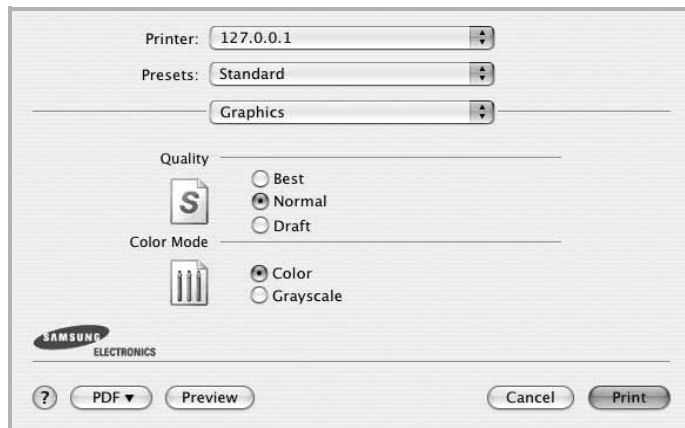 Printer: 127.0.0.1
Presets: Standard
Graphics
Quality
Best
S
Normal
Draft
Color Mode
Color
Grayscale
SAMSUNG
ELECTRONICS
? PDF▼ Preview Cancel Print